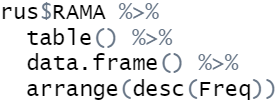 rus$RAMA %>%
  table() %>%
  data.frame() %>%
  arrange(desc(Freq))